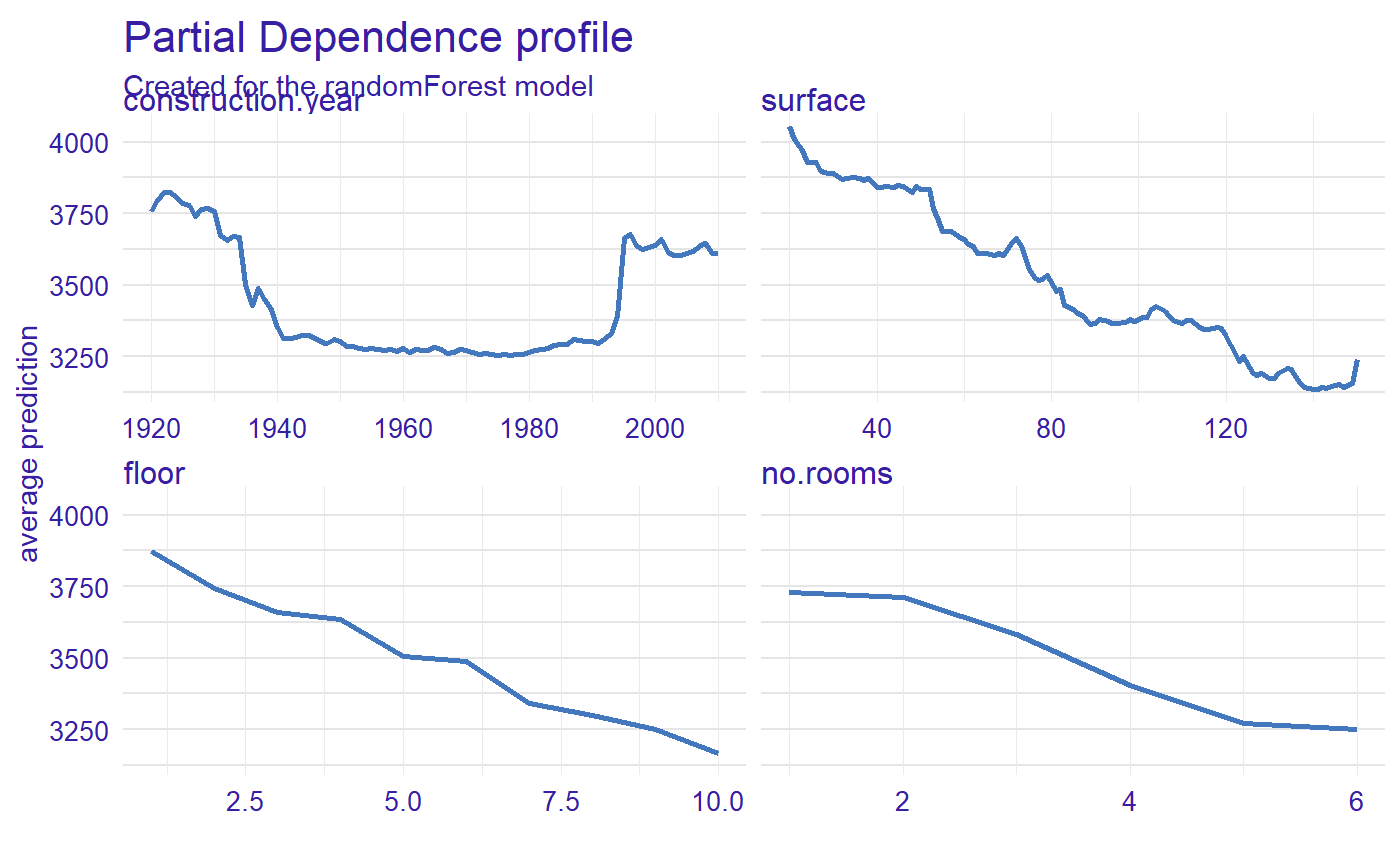 Partial Dependence profile
Created for the randomForest model
construction.year
surface
4000
3750
3500
3250
1920 1940 1960 1980 2000
40 80 120
average prediction
floor
no.rooms
4000
3750
3500
3250
2.5 5.0 7.5 10.0
2 4 6